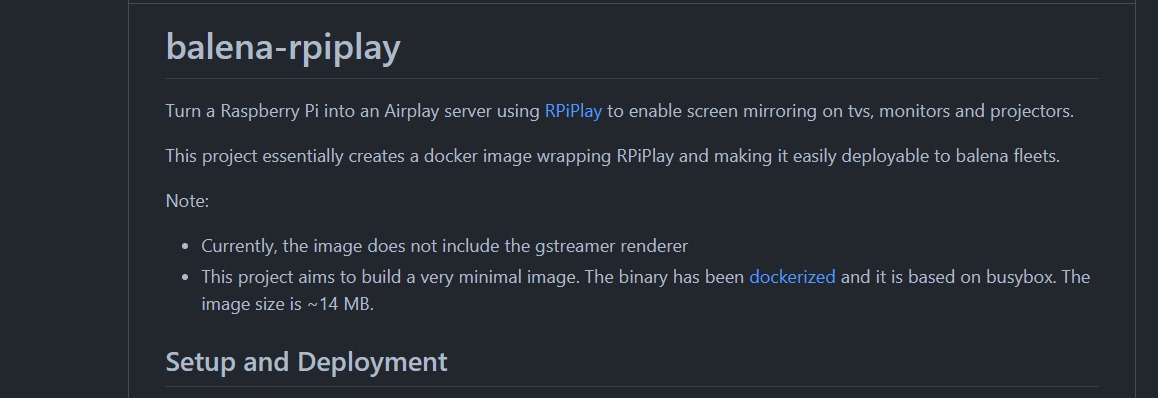 balena-rpiplay
Turn a Raspberry Pi into an Airplay server using RPiPlay to enable screen mirroring on tvs, monitors and projectors.
This project essentially creates a docker image wrapping RPiPlay and making it easily deployable to balena fleets.
Note:
• Currently, the image does not include the gstreamer renderer
• This project aims to build a very minimal image. The binary has been dockerized and it is based on busybox. The
image size is ~14 MB.
Setup and Deployment